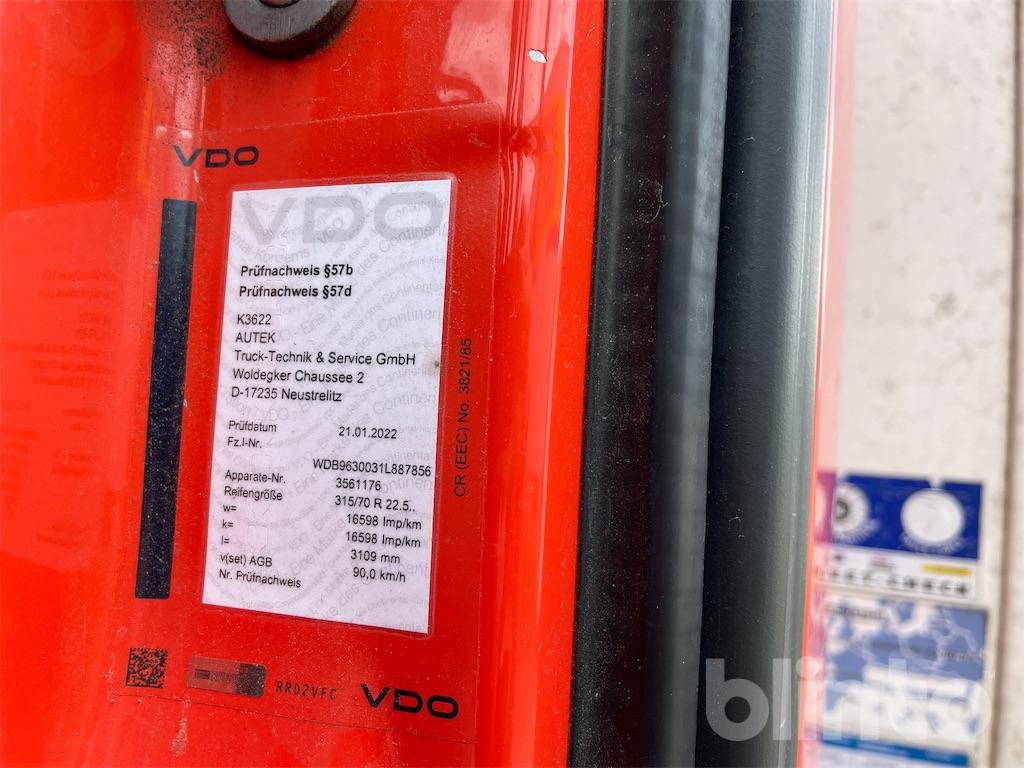 VDO
VDO
Prüfnachweis §57b
Prüfnachweis §57d
K3622
AUTEK
Truck-Technik & Service GmbH
Woldegker Chaussee 2
D-17235 Neustrelitz
Prüfdatum 21.01.2022
Fz.I-Nr.
WDB9630031L887856
Apparate-Nr. 3561176
Reifengröße 315/70 R 22.5..
w= 16598 Imp/km
k= 16598 Imp/km
l= 3109 mm
v(set) AGB 90,0 km/h
Nr. Prüfnachweis
CR (EEC) No. 3821/85
RRD2VFC
VDO
blinto